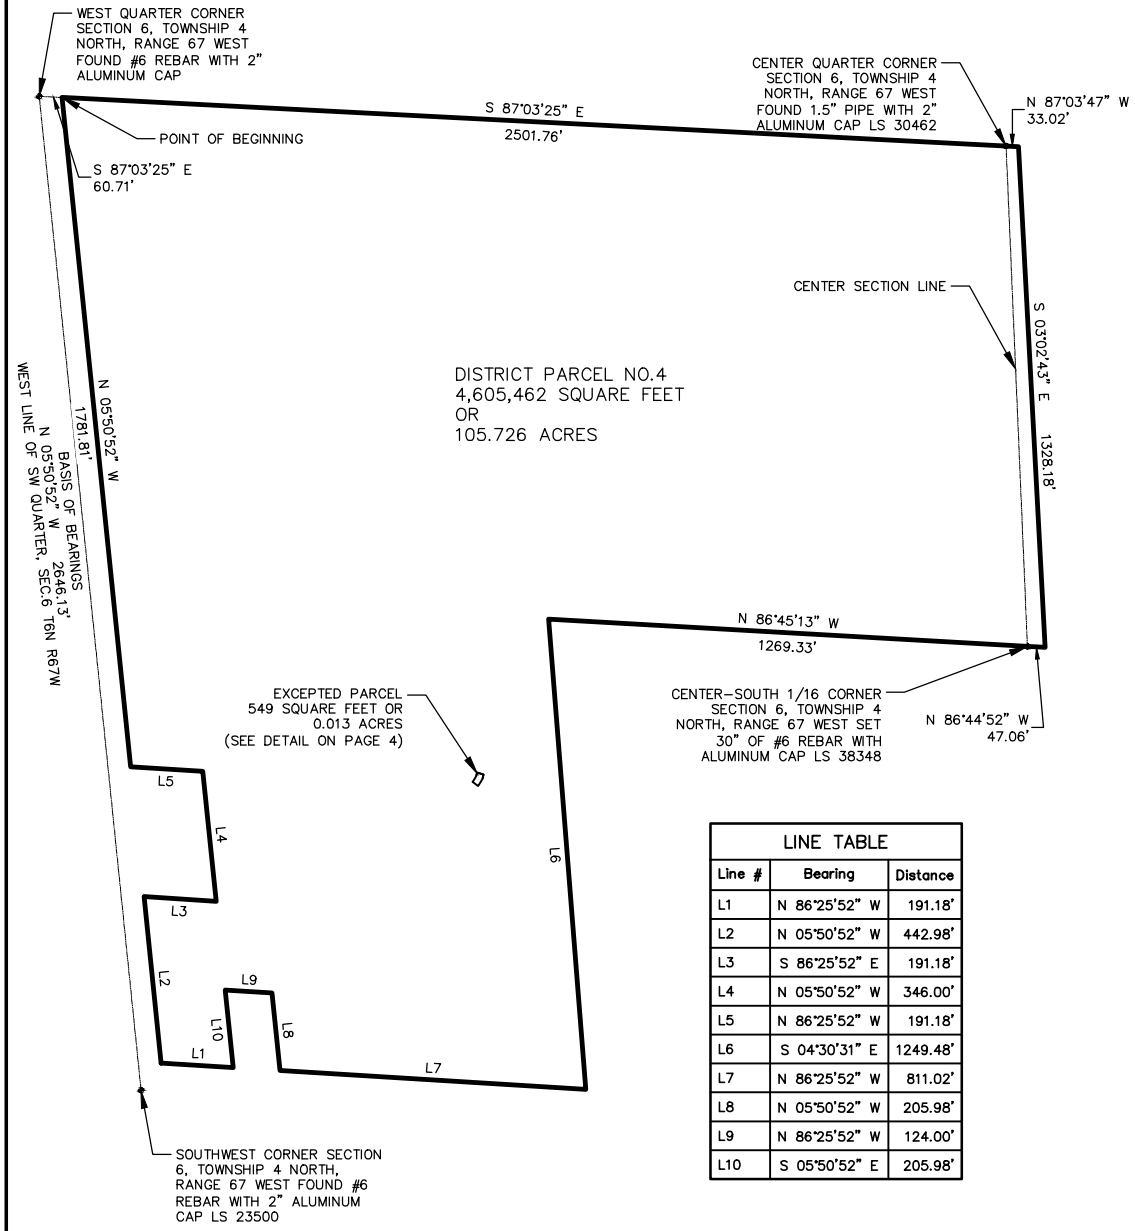 WEST QUARTER CORNER
SECTION 6, TOWNSHIP 4
NORTH, RANGE 67 WEST
FOUND #6 REBAR WITH 2"
ALUMINUM CAP
CENTER QUARTER CORNER
SECTION 6, TOWNSHIP 4
NORTH, RANGE 67 WEST
FOUND 1.5" PIPE WITH 2"
ALUMINUM CAP LS 30462
N 87°03'47" W
33.02'
S 87°03'25" E
2501.76'
POINT OF BEGINNING
S 87°03'25" E
60.71'
CENTER SECTION LINE
S 03°02'43" E 1328.18'
DISTRICT PARCEL NO.4
4,605,462 SQUARE FEET
OR
105.726 ACRES
N 05°50'52" W
1781.81'
BASIS OF BEARINGS
N 05°50'52" W 2646.13'
WEST LINE OF SW QUARTER, SEC.6 T6N R67W
N 86°45'13" W
1269.33'
EXCEPTED PARCEL
549 SQUARE FEET OR
0.013 ACRES
(SEE DETAIL ON PAGE 4)
CENTER-SOUTH 1/16 CORNER
SECTION 6, TOWNSHIP 4
NORTH, RANGE 67 WEST SET
30" OF #6 REBAR WITH
ALUMINUM CAP LS 38348
N 86°44'52" W
47.06'
L5
L4
L3
L2
L1
L10
L9
L8
L7
L6
LINE TABLE
Line # Bearing Distance
L1 N 86°25'52" W 191.18'
L2 N 05°50'52" W 442.98'
L3 S 86°25'52" E 191.18'
L4 N 05°50'52" W 346.00'
L5 N 86°25'52" W 191.18'
L6 S 04°30'31" E 1249.48'
L7 N 86°25'52" W 811.02'
L8 N 05°50'52" W 205.98'
L9 N 86°25'52" W 124.00'
L10 S 05°50'52" E 205.98'
SOUTHWEST CORNER SECTION
6, TOWNSHIP 4 NORTH,
RANGE 67 WEST FOUND #6
REBAR WITH 2" ALUMINUM
CAP LS 23500